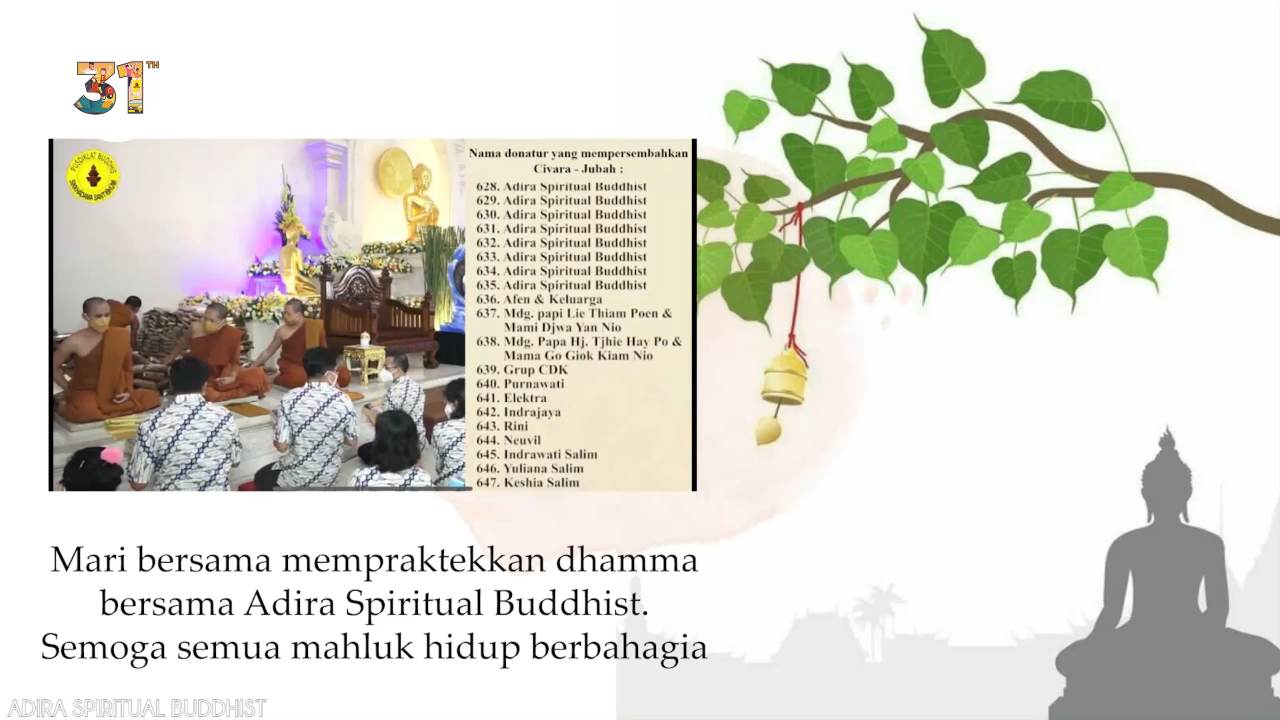 31TH
PUSDIKLAT BUDDHIS
Nama donatur yang mempersembahkan
Civara - Jubah :
628. Adira Spiritual Buddhist
629. Adira Spiritual Buddhist
630. Adira Spiritual Buddhist
631. Adira Spiritual Buddhist
632. Adira Spiritual Buddhist
633. Adira Spiritual Buddhist
634. Adira Spiritual Buddhist
635. Adira Spiritual Buddhist
636. Afen & Keluarga
637. Mdg. papi Lie Thiam Poen &
Mami Djwa Yan Nio
638. Mdg. Papa Hj. Tjhie Hay Po &
Mama Go Giok Kiam Nio
639. Grup CDK
640. Purnawati
641. Elektra
642. Indrajaya
643. Rini
644. Neuvil
645. Indrawati Salim
646. Yuliana Salim
647. Keshia Salim
Mari bersama mempraktekkan dhamma
bersama Adira Spiritual Buddhist.
Semoga semua mahluk hidup berbahagia
ADIRA SPIRITUAL BUDDHIST